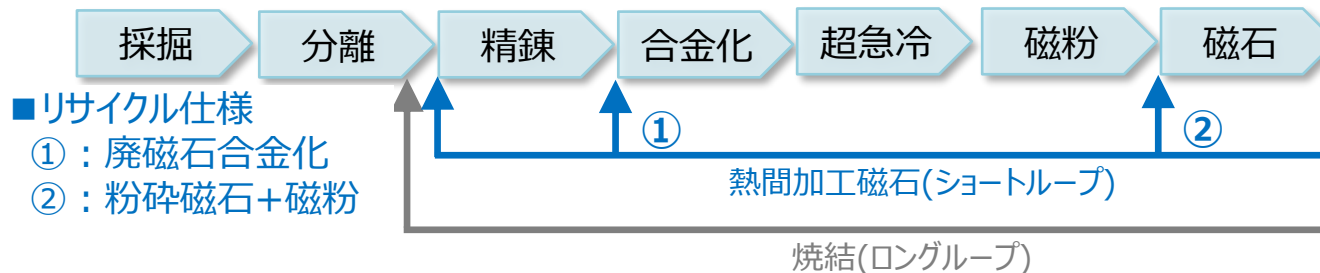 採掘
分離
精錬
合金化
超急冷
磁粉
磁石
■リサイクル仕様
①:廃磁石合金化
②:粉砕磁石+磁粉
①
②
熱間加工磁石(ショートループ)
焼結(ロングループ)